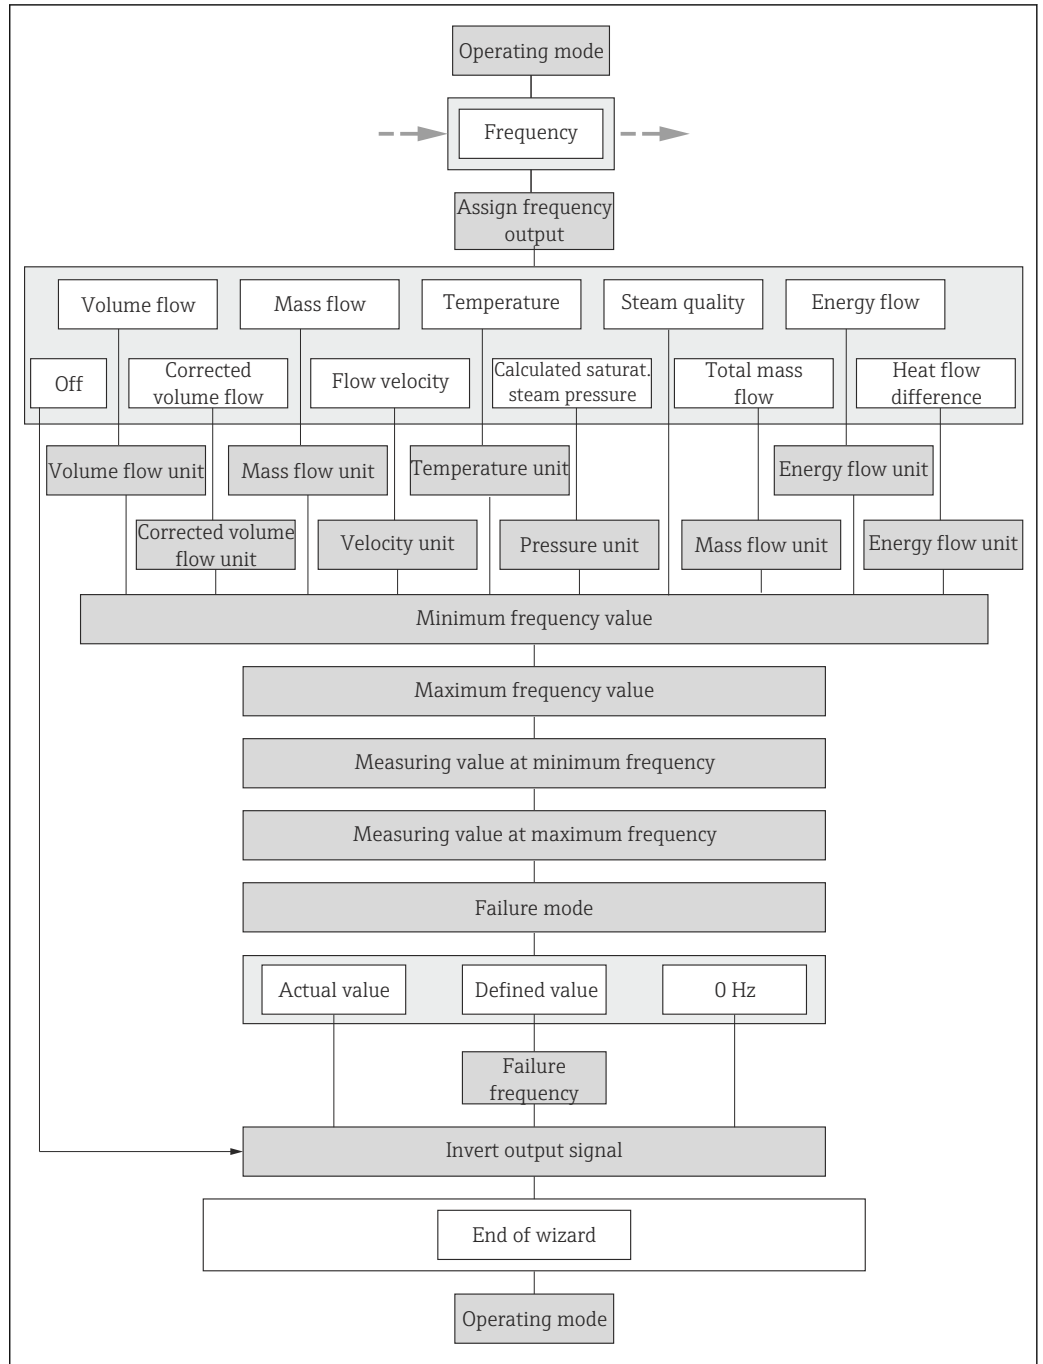 Operating mode
Frequency
Assign frequency
output
Volume flow
Mass flow
Temperature
Steam quality
Energy flow
Off
Corrected
volume flow
Flow velocity
Calculated saturat.
steam pressure
Total mass
flow
Heat flow
difference
Volume flow unit
Mass flow unit
Temperature unit
Energy flow unit
Corrected volume
flow unit
Velocity unit
Pressure unit
Mass flow unit
Energy flow unit
Minimum frequency value
Maximum frequency value
Measuring value at minimum frequency
Measuring value at maximum frequency
Failure mode
Actual value
Defined value
0 Hz
Failure
frequency
Invert output signal
End of wizard
Operating mode